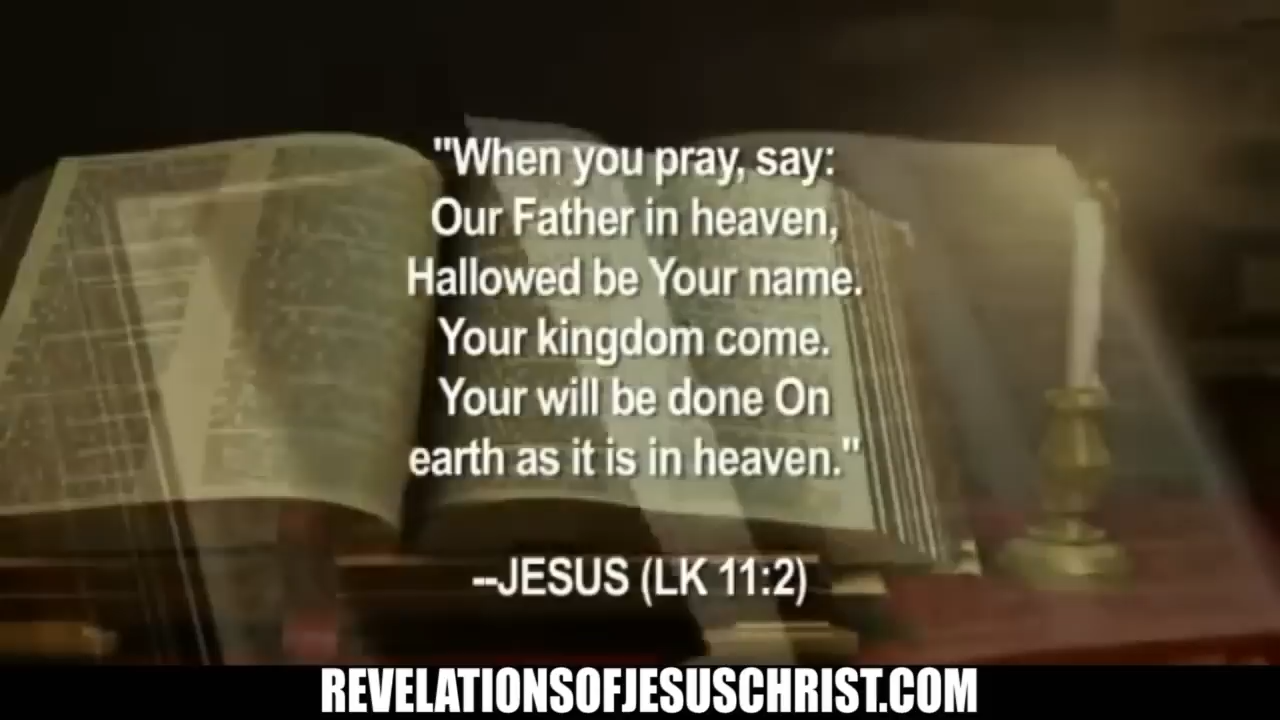 "When you pray, say:
Our Father in heaven,
Hallowed be Your name.
Your kingdom come.
Your will be done On
earth as it is in heaven."
--JESUS (LK 11:2)
REVELATIONSOFJESUSCHRIST.COM